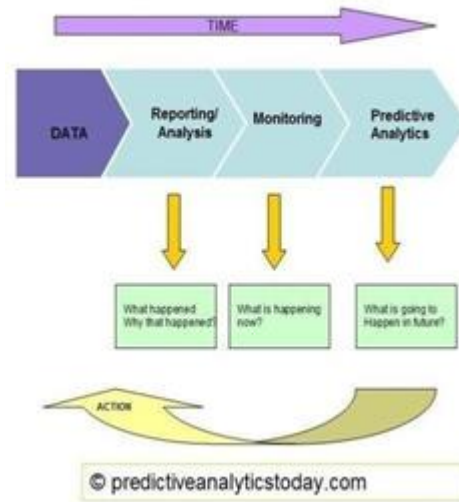 TIME
DATA
Reporting/
Analysis
Monitoring
Predictive
Analytics
What happened
Why that happened?
What is happening
now?
What is going to
Happen in future?
ACTION
© predictiveanalyticstoday.com